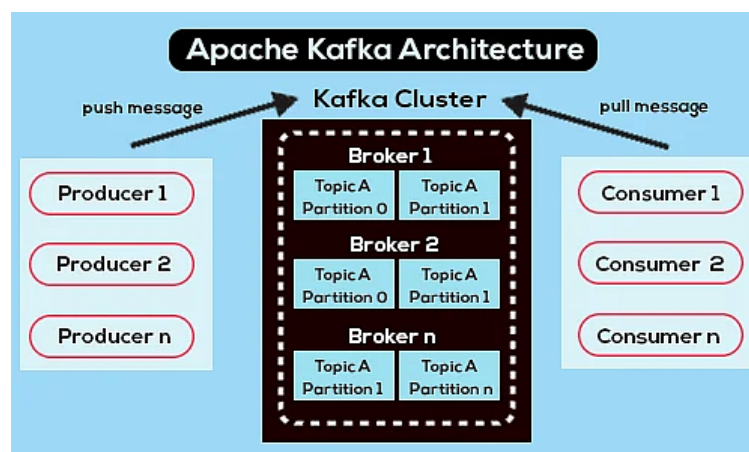 Apache Kafka Architecture
push message
Kafka Cluster
pull message
Producer 1
Producer 2
Producer n
Broker 1
Topic A Topic A
Partition 0 Partition 1
Broker 2
Topic A Topic A
Partition 0 Partition 1
Broker n
Topic A Topic A
Partition 1 Partition n
Consumer 1
Consumer 2
Consumer n